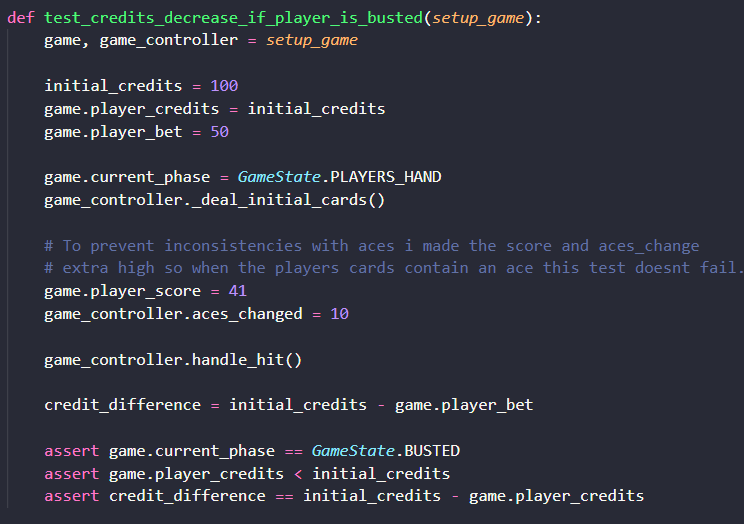 def test_credits_decrease_if_player_is_busted(setup_game):
    game, game_controller = setup_game
    initial_credits = 100
    game.player_credits = initial_credits
    game.player_bet = 50
    game.current_phase = GameState.PLAYERS_HAND
    game_controller._deal_initial_cards()
    # To prevent inconsistencies with aces i made the score and aces_change
    # extra high so when the players cards contain an ace this test doesnt fail.
    game.player_score = 41
    game_controller.aces_changed = 10
    game_controller.handle_hit()
    credit_difference = initial_credits - game.player_bet
    assert game.current_phase == GameState.BUSTED
    assert game.player_credits < initial_credits
    assert credit_difference == initial_credits - game.player_credits